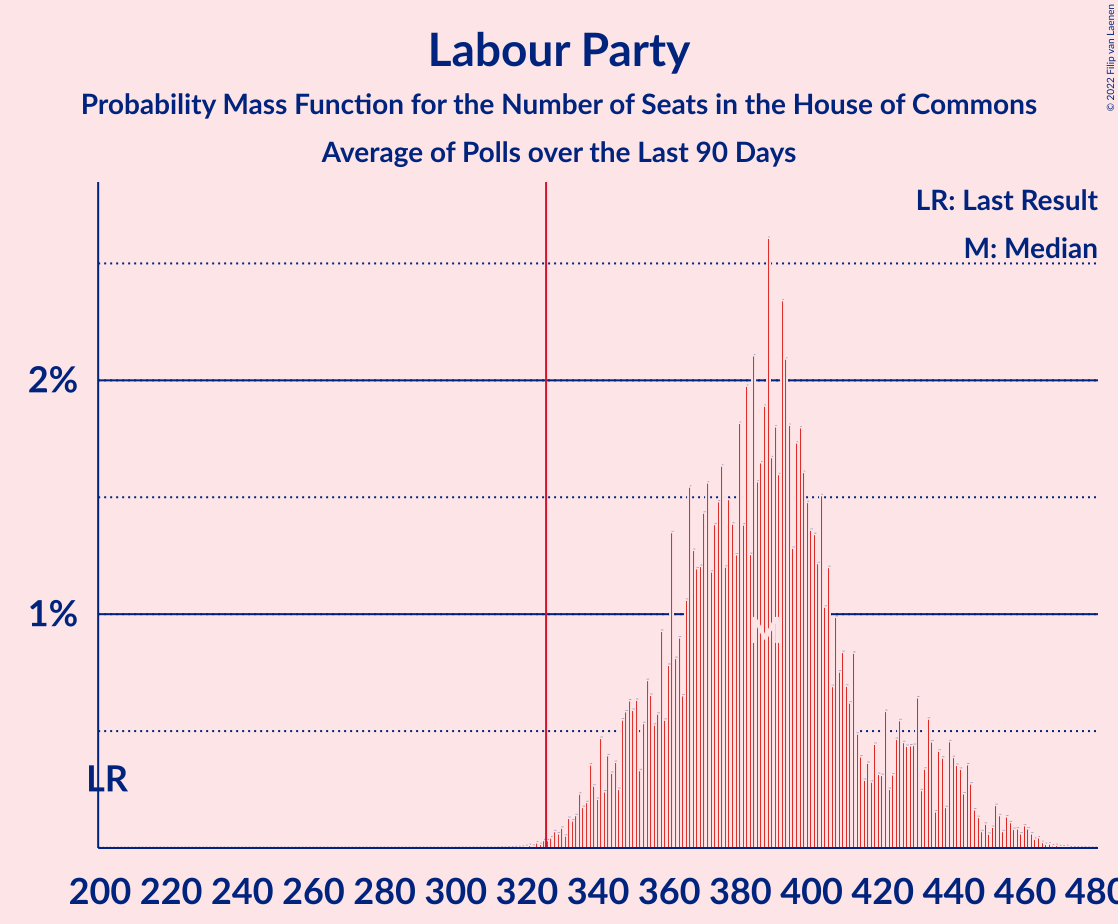 Labour Party
Probability Mass Function for the Number of Seats in the House of Commons
Average of Polls over the Last 90 Days
© 2022 Filip van Laenen
LR: Last Result
M: Median
2%
1%
M
LR
200 220 240 260 280 300 320 340 360 380 400 420 440 460 480